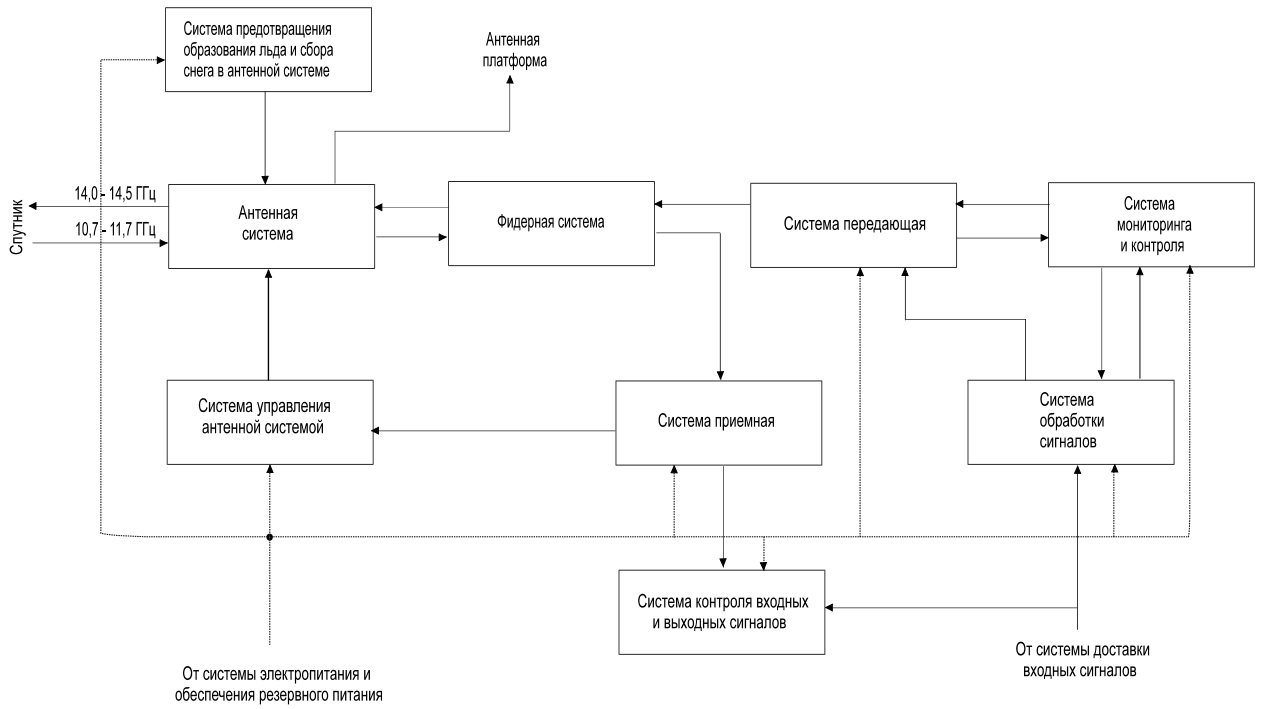 Система предотвращения
образования льда и сбора
снега в антенной системе
Антенная
платформа
14,0 - 14,5 ГГц
10,7 - 11,7 ГГц
Спутник
Антенная
система
Фидерная система
Система передающая
Система
мониторинга
и контроля
Система управления
антенной системой
Система приемная
Система
обработки
сигналов
Система контроля входных
и выходных сигналов
От системы электропитания и
обеспечения резервного питания
От системы доставки
входных сигналов